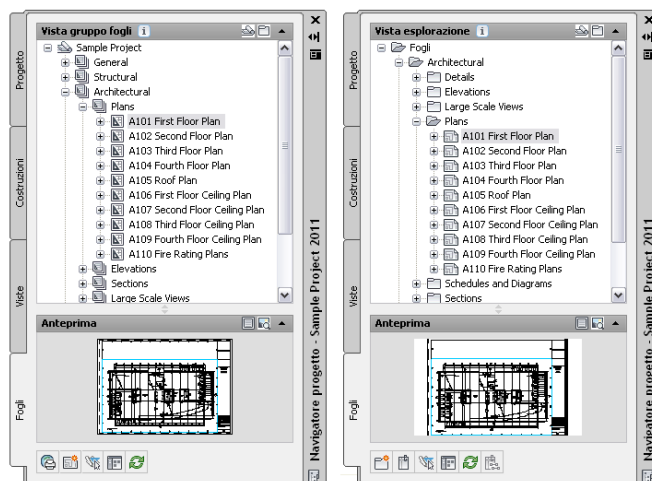 Vista gruppo fogli
Sample Project
General
Structural
Architectural
Plans
A101 First Floor Plan
A102 Second Floor Plan
A103 Third Floor Plan
A104 Fourth Floor Plan
A105 Roof Plan
A106 First Floor Ceiling Plan
A107 Second Floor Ceiling Plan
A108 Third Floor Ceiling Plan
A109 Fourth Floor Ceiling Plan
A110 Fire Rating Plans
Elevations
Sections
Large Scale Views
Anteprima
Progetto
Costruzioni
Viste
Fogli
Navigatore progetto - Sample Project 2011
Vista esplorazione
Fogli
Architectural
Details
Elevations
Large Scale Views
Plans
A101 First Floor Plan
A102 Second Floor Plan
A103 Third Floor Plan
A104 Fourth Floor Plan
A105 Roof Plan
A106 First Floor Ceiling Plan
A107 Second Floor Ceiling Plan
A108 Third Floor Ceiling Plan
A109 Fourth Floor Ceiling Plan
A110 Fire Rating Plans
Schedules and Diagrams
Sections
Anteprima
Progetto
Costruzioni
Viste
Fogli
Navigatore progetto - Sample Project 2011